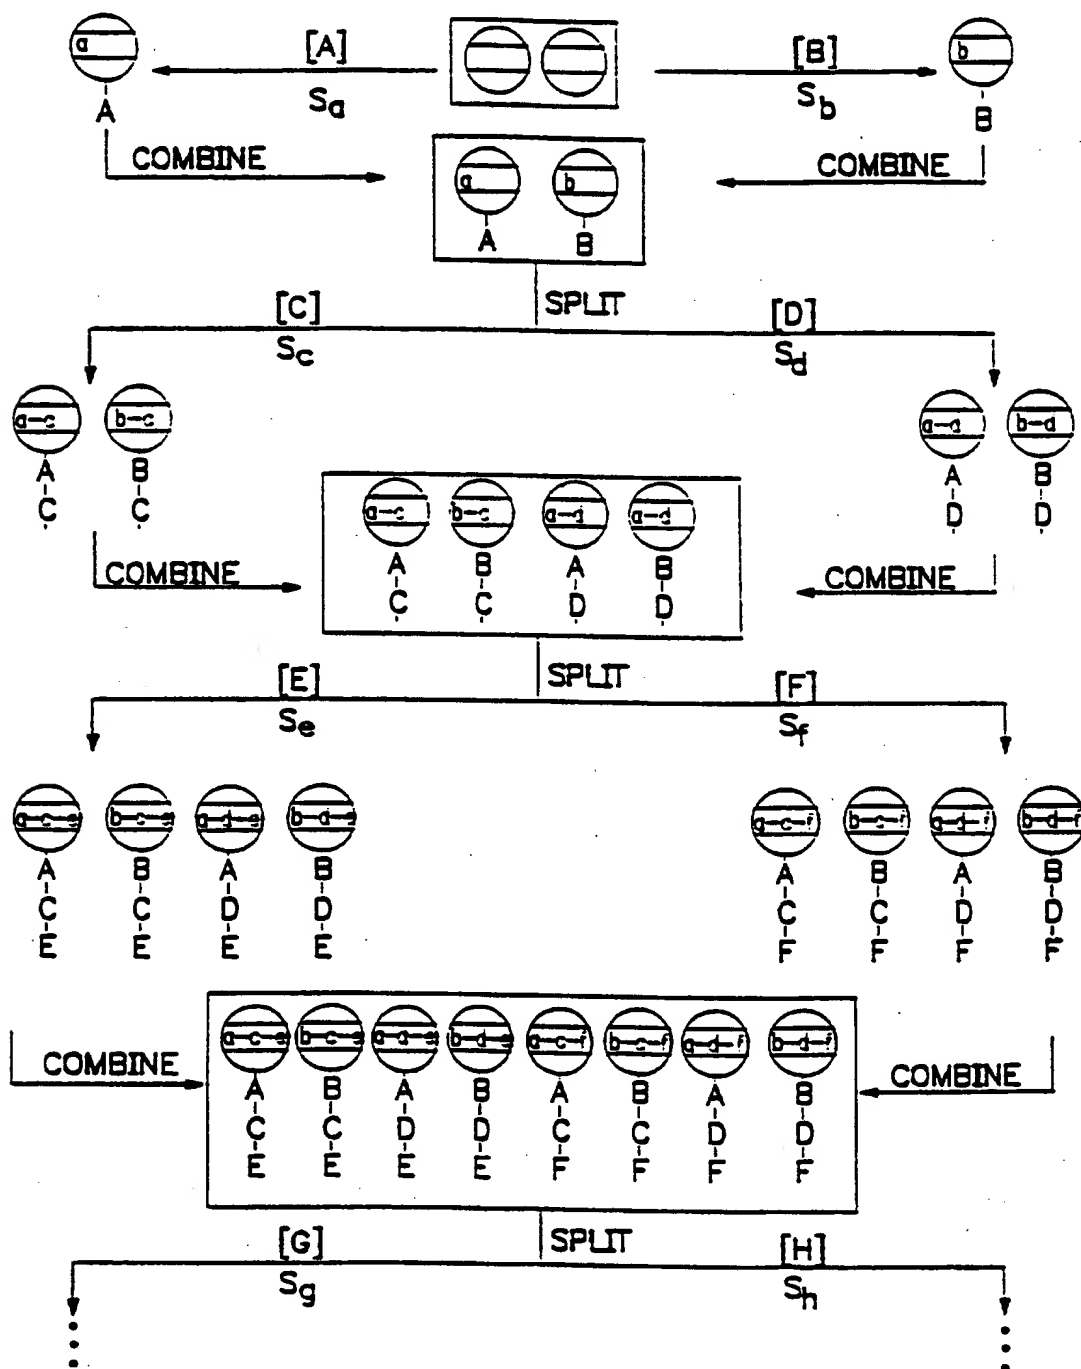 a [A] [B] b
Sa Sb
A B
COMBINE COMBINE
a b
A B
SPLIT
[C] [D]
Sc Sd
a-c b-c a-d b-d
A B A B
C C D D
a-c b-c a-d a-d
A B A B
C C D D
COMBINE COMBINE
SPLIT
[E] [F]
Se Sf
a-c-e b-c-e a-d-e b-d-e a-c-f b-c-f a-d-f b-d-f
A B A B A B A B
C C D D C C D D
E E E E F F F F
a-c-e b-c-e a-d-e b-d-e a-c-f b-c-f a-d-f b-d-f
COMBINE COMBINE
A B A B A B A B
C C D D C C D D
E E E E F F F F
SPLIT
[G] [H]
Sg Sh